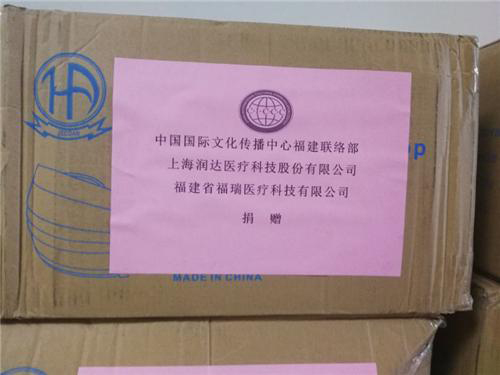 中国国际文化传播中心福建联络部
上海润达医疗科技股份有限公司
福建省福瑞医疗科技有限公司
捐 赠
MADE IN CHINA